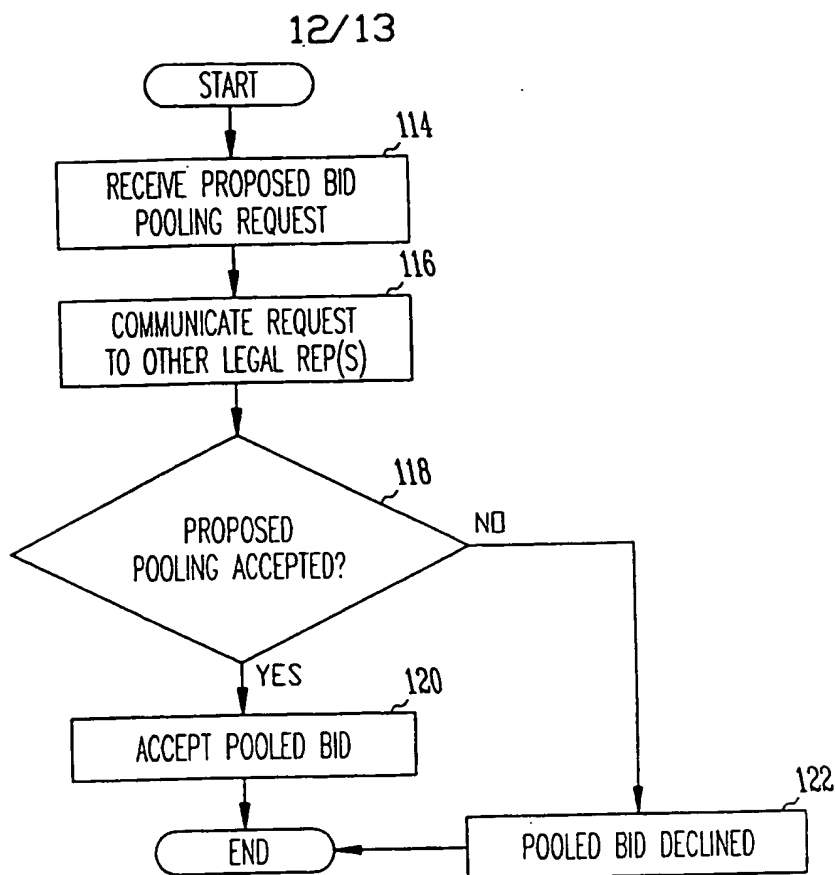 12/13
START
114
RECEIVE PROPOSED BID
POOLING REQUEST
116
COMMUNICATE REQUEST
TO OTHER LEGAL REP(S)
118
PROPOSED
POOLING ACCEPTED?
NO
YES
120
ACCEPT POOLED BID
122
END
POOLED BID DECLINED